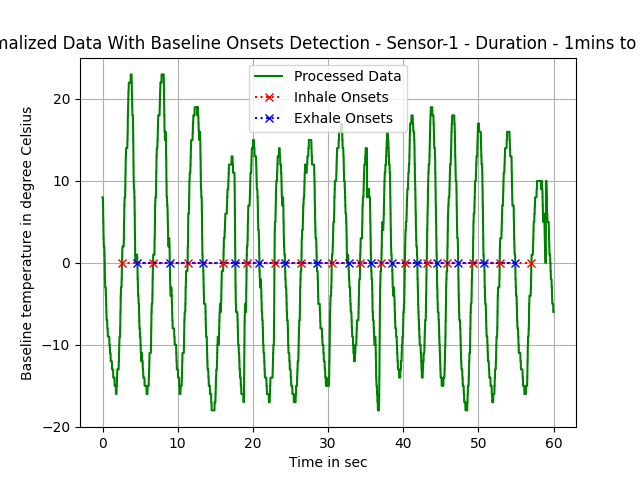 malized Data With Baseline Onsets Detection - Sensor-1 - Duration - 1mins to
Processed Data
Inhale Onsets
Exhale Onsets
Baseline temperature in degree Celsius
20
10
0
−10
−20
0 10 20 30 40 50 60
Time in sec